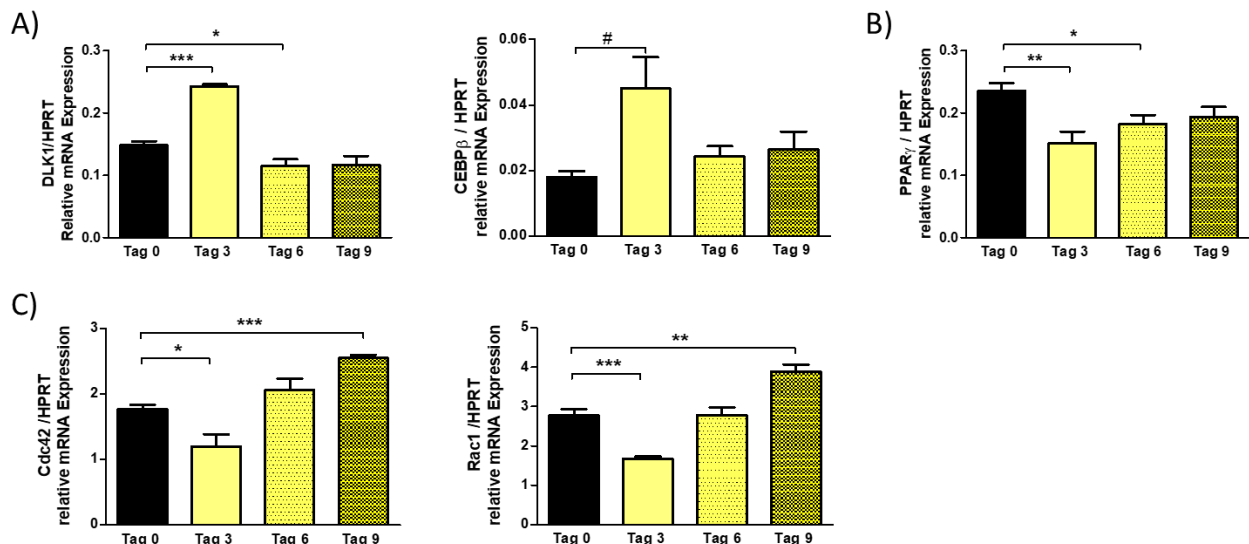 A)
DLK1/HPRT
Relative mRNA Expression
0.3
0.2
0.1
0.0
*
***
Tag 0 Tag 3 Tag 6 Tag 9
CEBPβ / HPRT
relative mRNA Expression
0.06
0.04
0.02
0.00
#
Tag 0 Tag 3 Tag 6 Tag 9
B)
PPARγ / HPRT
relative mRNA Expression
0.3
0.2
0.1
0.0
*
**
Tag 0 Tag 3 Tag 6 Tag 9
C)
Cdc42 /HPRT
relative mRNA Expression
3
2
1
0
***
*
Tag 0 Tag 3 Tag 6 Tag 9
Rac1 /HPRT
relative mRNA Expression
5
4
3
2
1
0
**
***
Tag 0 Tag 3 Tag 6 Tag 9